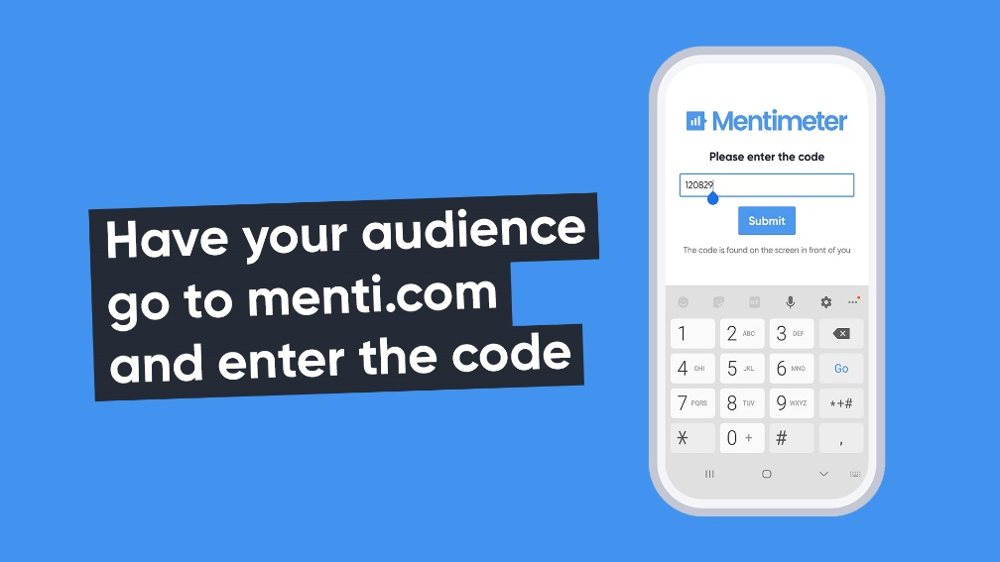 Have your audience
go to menti.com
and enter the code
Mentimeter
Please enter the code
120829
Submit
The code is found on the screen in front of you
1 2 ABC 3 DEF
4 GHI 5 JKL 6 MNO Go
7 PQRS 8 TUV 9 WXYZ *+#
* 0 + # ,